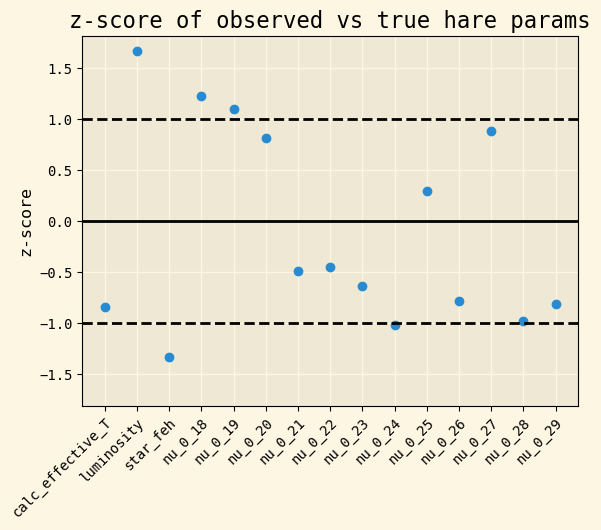 z-score of observed vs true hare params
z-score
1.5
1.0
0.5
0.0
−0.5
−1.0
−1.5
calc_effective_T
luminosity
star_feh
nu_0_18
nu_0_19
nu_0_20
nu_0_21
nu_0_22
nu_0_23
nu_0_24
nu_0_25
nu_0_26
nu_0_27
nu_0_28
nu_0_29